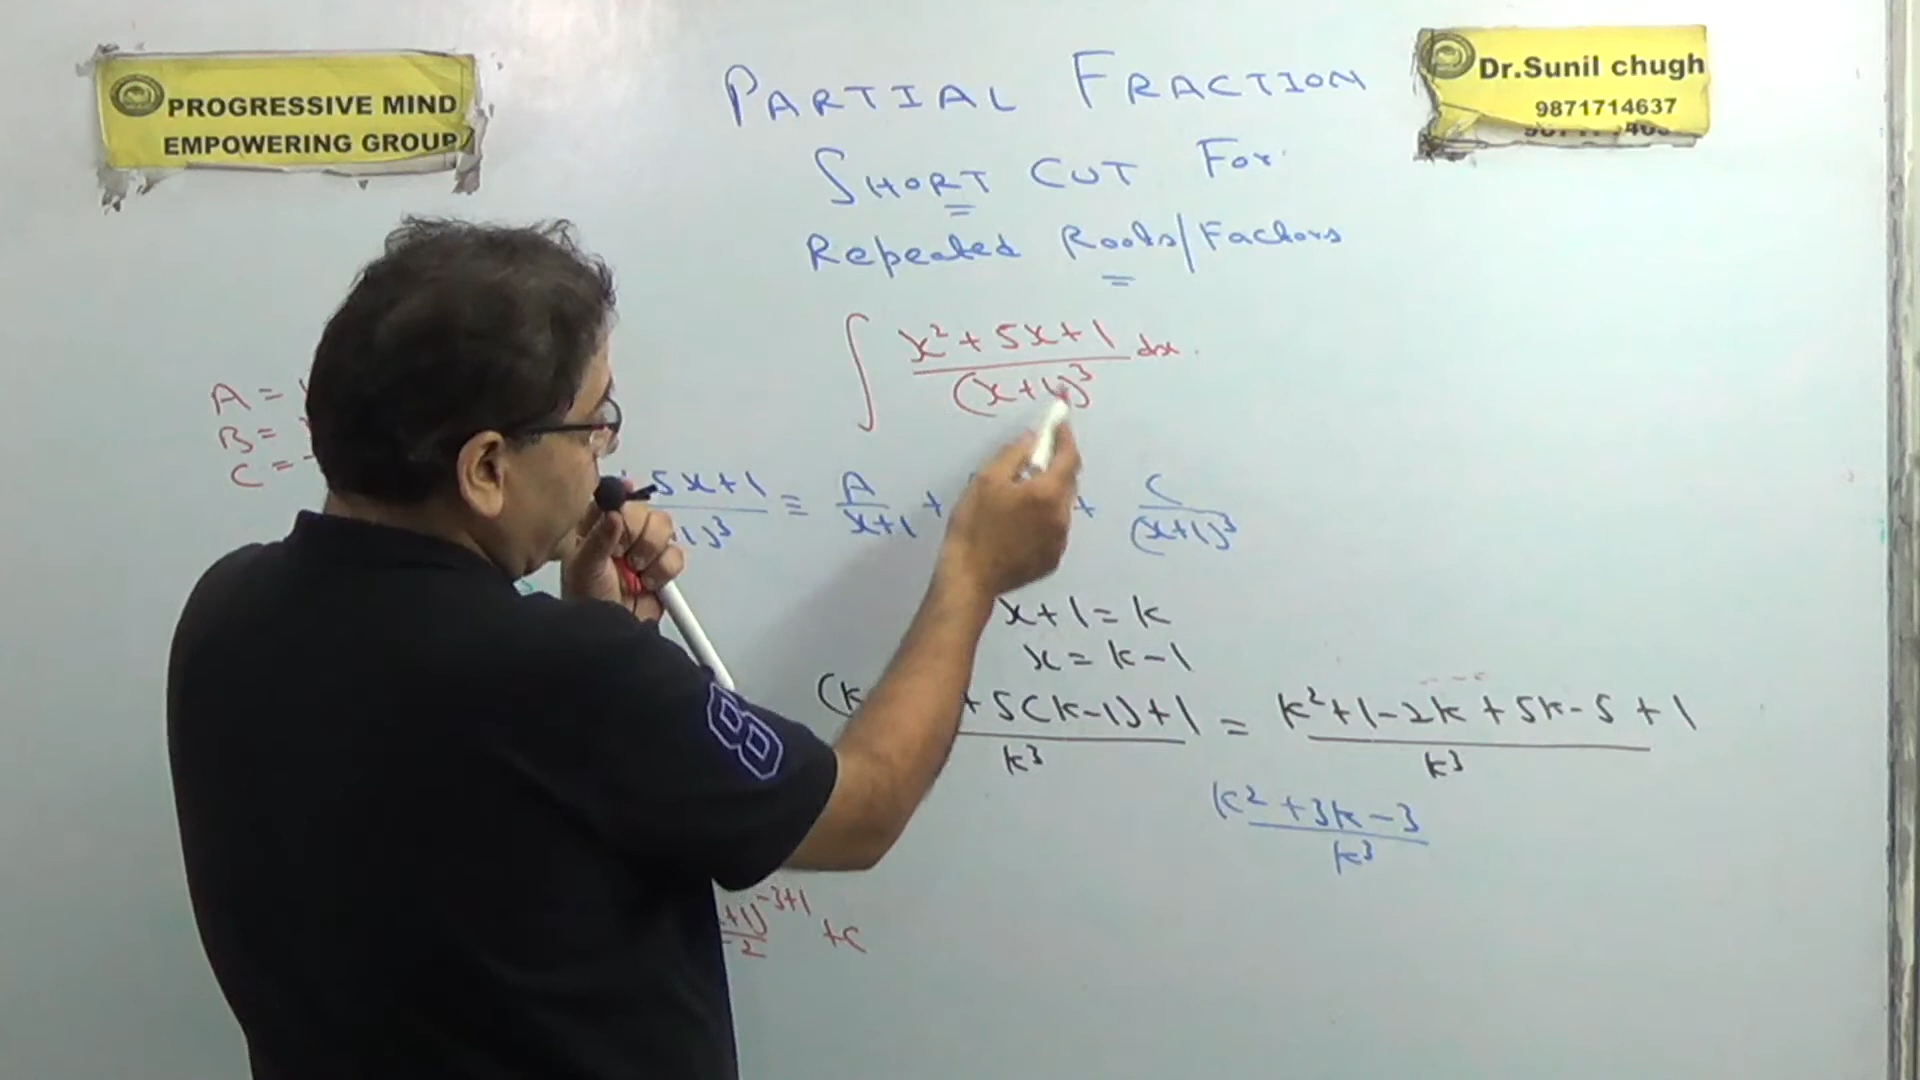 PROGRESSIVE MIND
EMPOWERING GROUP
Dr.Sunil chugh
9871714637
PARTIAL FRACTION
SHORT CUT For
Repeated Roots/Factors
∫ x² + 5x + 1 / (x+1)³ dx
A =
B =
C =
5x+1 / 1)³ ≡ A / x+1 + + C / (x+1)³
x+1 = k
x = k-1
(k + 5(k-1)+1 / k³ = k²+1-2k+5k-5+1 / k³
k²+3k-3 / k³
+1)⁻³⁺¹ / -2 + c